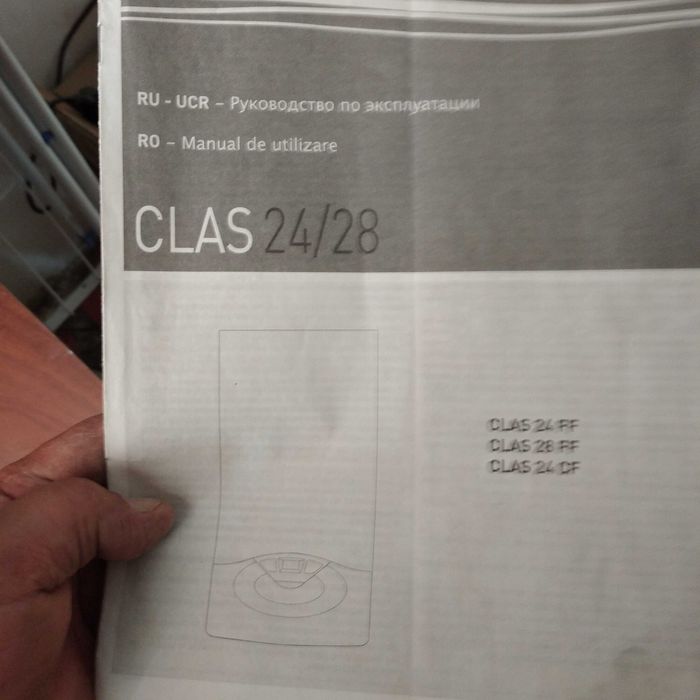 RU - UCR – Руководство по эксплуатации
RO – Manual de utilizare
CLAS 24/28
CLAS 24 FF
CLAS 28 FF
CLAS 24 CF